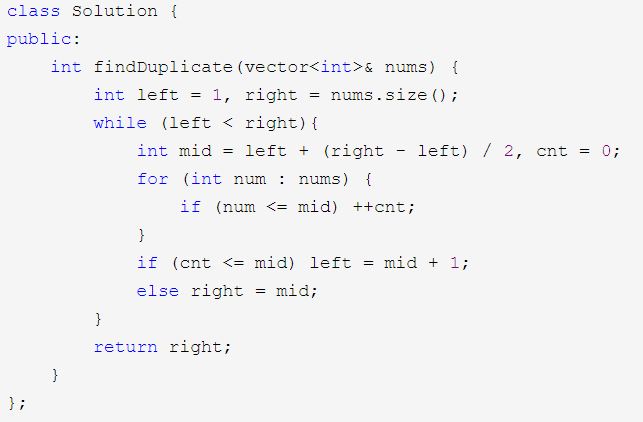 class Solution {
public:
    int findDuplicate(vector<int>& nums) {
        int left = 1, right = nums.size();
        while (left < right){
            int mid = left + (right - left) / 2, cnt = 0;
            for (int num : nums) {
                if (num <= mid) ++cnt;
            }
            if (cnt <= mid) left = mid + 1;
            else right = mid;
        }
        return right;
    }
};